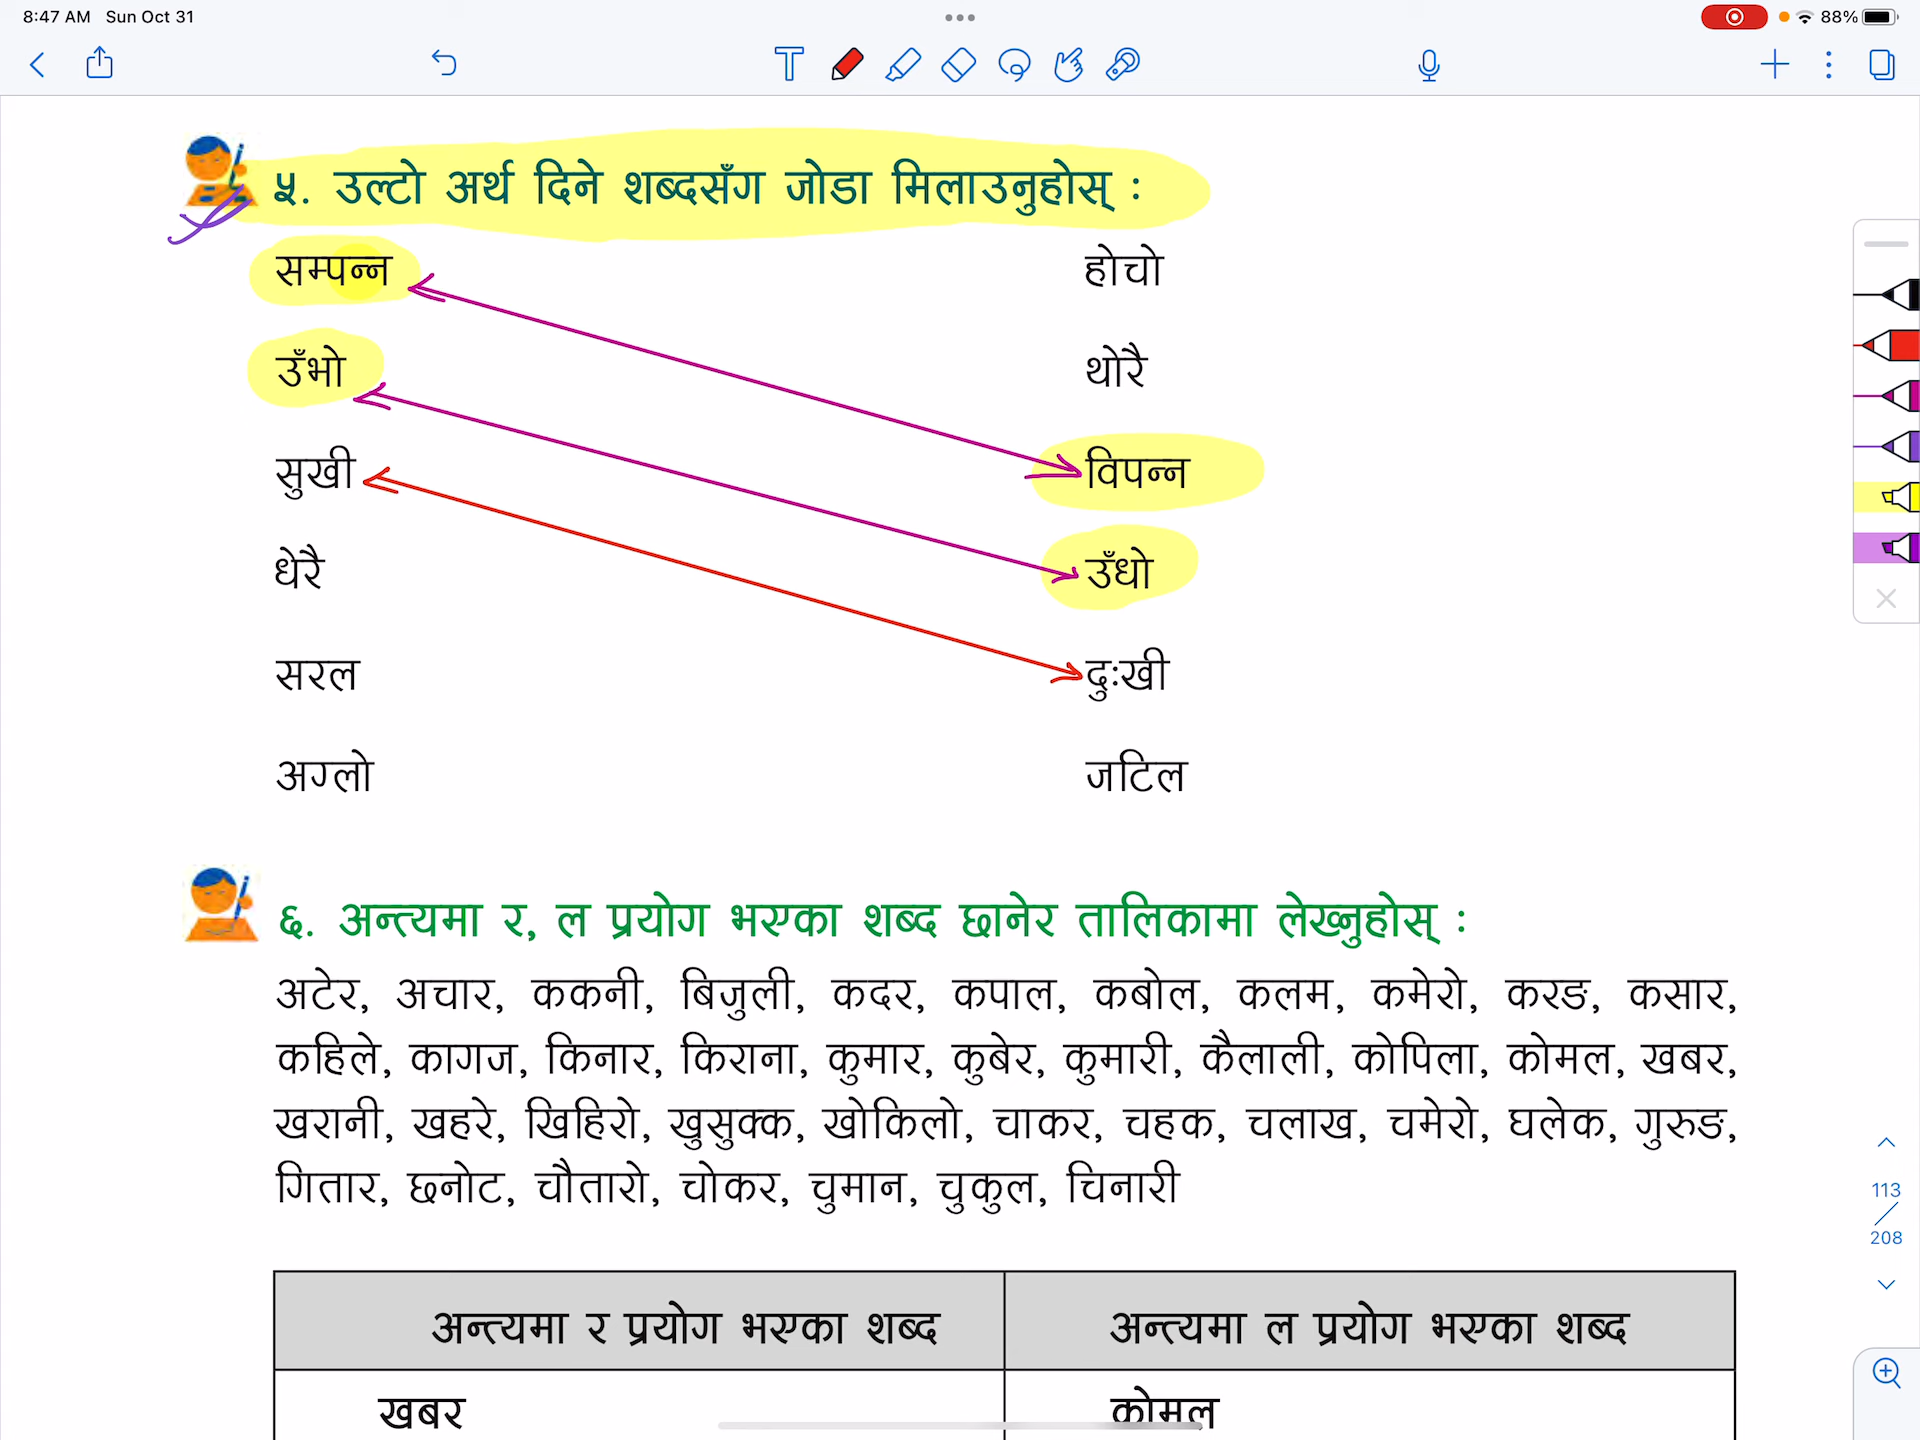 8:47 AM Sun Oct 31
88%
५. उल्टो अर्थ दिने शब्दसँग जोडा मिलाउनुहोस् :
सम्पन्न होचो
उँभो थोरै
सुखी विपन्न
धेरै उँधो
सरल दुःखी
अग्लो जटिल
६. अन्त्यमा र, ल प्रयोग भएका शब्द छानेर तालिकामा लेख्नुहोस् :
अटेर, अचार, ककनी, बिजुली, कदर, कपाल, कबोल, कलम, कमेरो, करङ, कसार,
कहिले, कागज, किनार, किराना, कुमार, कुबेर, कुमारी, कैलाली, कोपिला, कोमल, खबर,
खरानी, खहरे, खिहिरो, खुसुक्क, खोकिलो, चाकर, चहक, चलाख, चमेरो, घलेक, गुरुङ,
गितार, छनोट, चौतारो, चोकर, चुमान, चुकुल, चिनारी
113
208
अन्त्यमा र प्रयोग भएका शब्द अन्त्यमा ल प्रयोग भएका शब्द
खबर कोमल